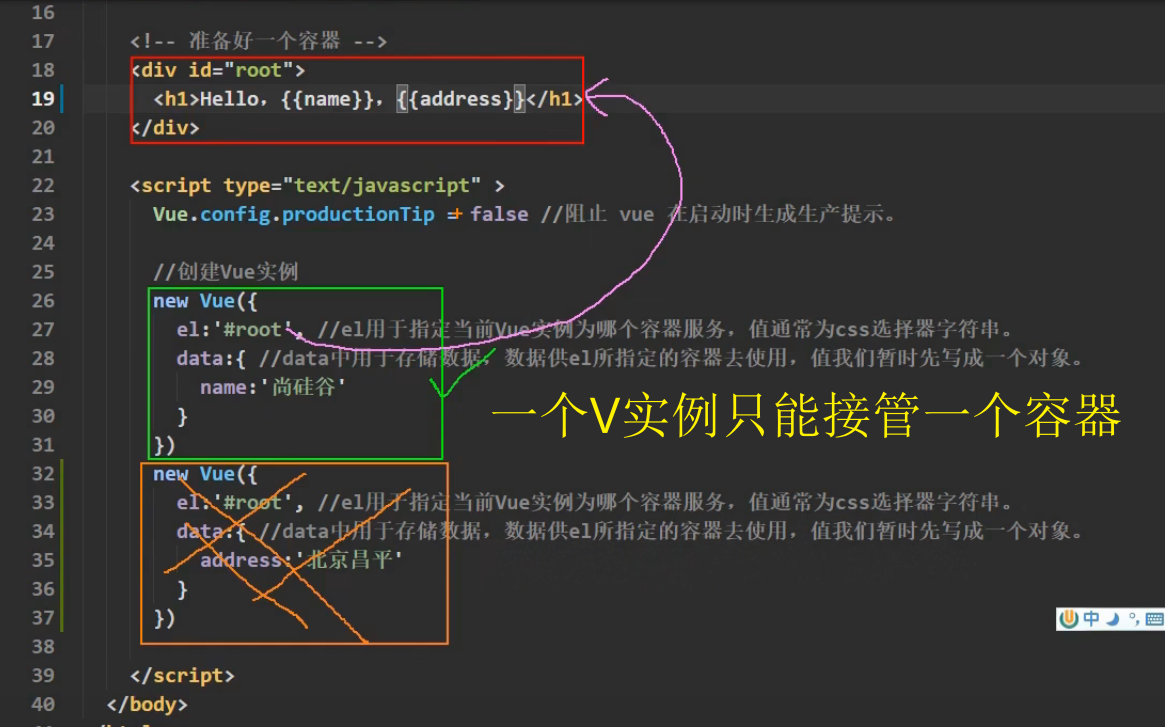 16
17 <!-- 准备好一个容器 -->
18 <div id="root">
19 <h1>Hello，{{name}}，{{address}}</h1>
20 </div>
21
22 <script type="text/javascript" >
23 Vue.config.productionTip = false //阻止 vue 在启动时生成生产提示。
24
25 //创建Vue实例
26 new Vue({
27 el:'#root', //el用于指定当前Vue实例为哪个容器服务，值通常为css选择器字符串。
28 data:{ //data中用于存储数据，数据供el所指定的容器去使用，值我们暂时先写成一个对象。
29 name:'尚硅谷'
30 }
31 })
一个V实例只能接管一个容器
32 new Vue({
33 el:'#root', //el用于指定当前Vue实例为哪个容器服务，值通常为css选择器字符串。
34 data:{ //data中用于存储数据，数据供el所指定的容器去使用，值我们暂时先写成一个对象。
35 address:'北京昌平'
36 }
37 })
中
38
39 </script>
40 </body>